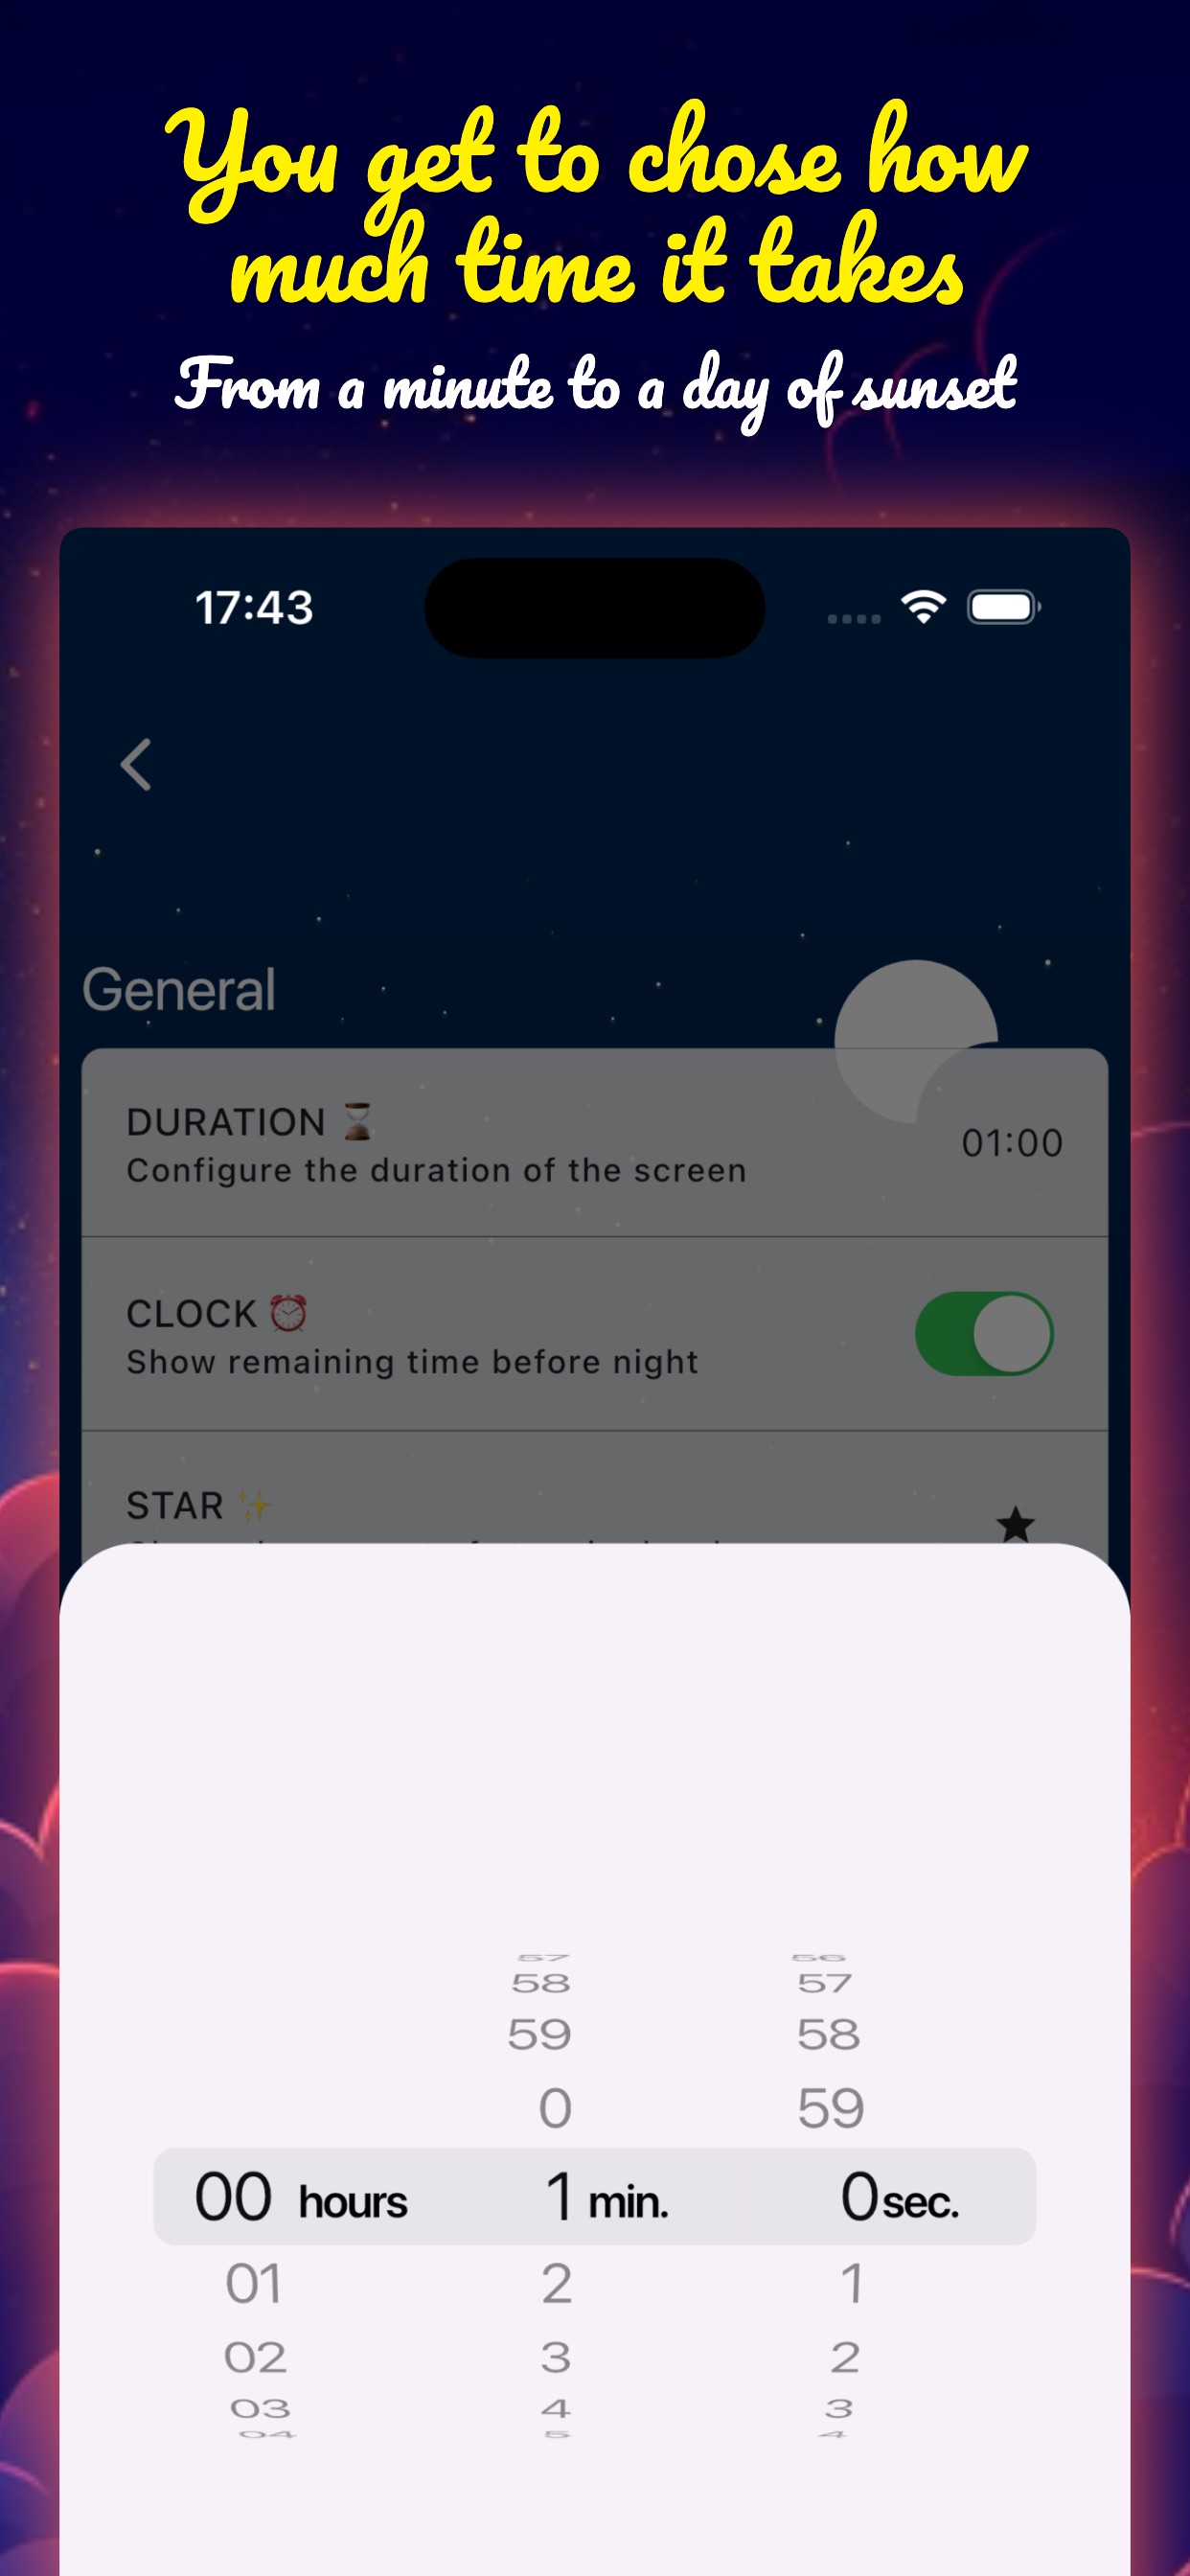 You get to chose how
much time it takes
From a minute to a day of sunset
17:43
General
DURATION ⏳
01:00
Configure the duration of the screen
CLOCK ⏰
Show remaining time before night
STAR ✨
57 56
58 57
59 58
0 59
00 hours 1 min. 0 sec.
01 2 1
02 3 2
03 4 3
04 5 4